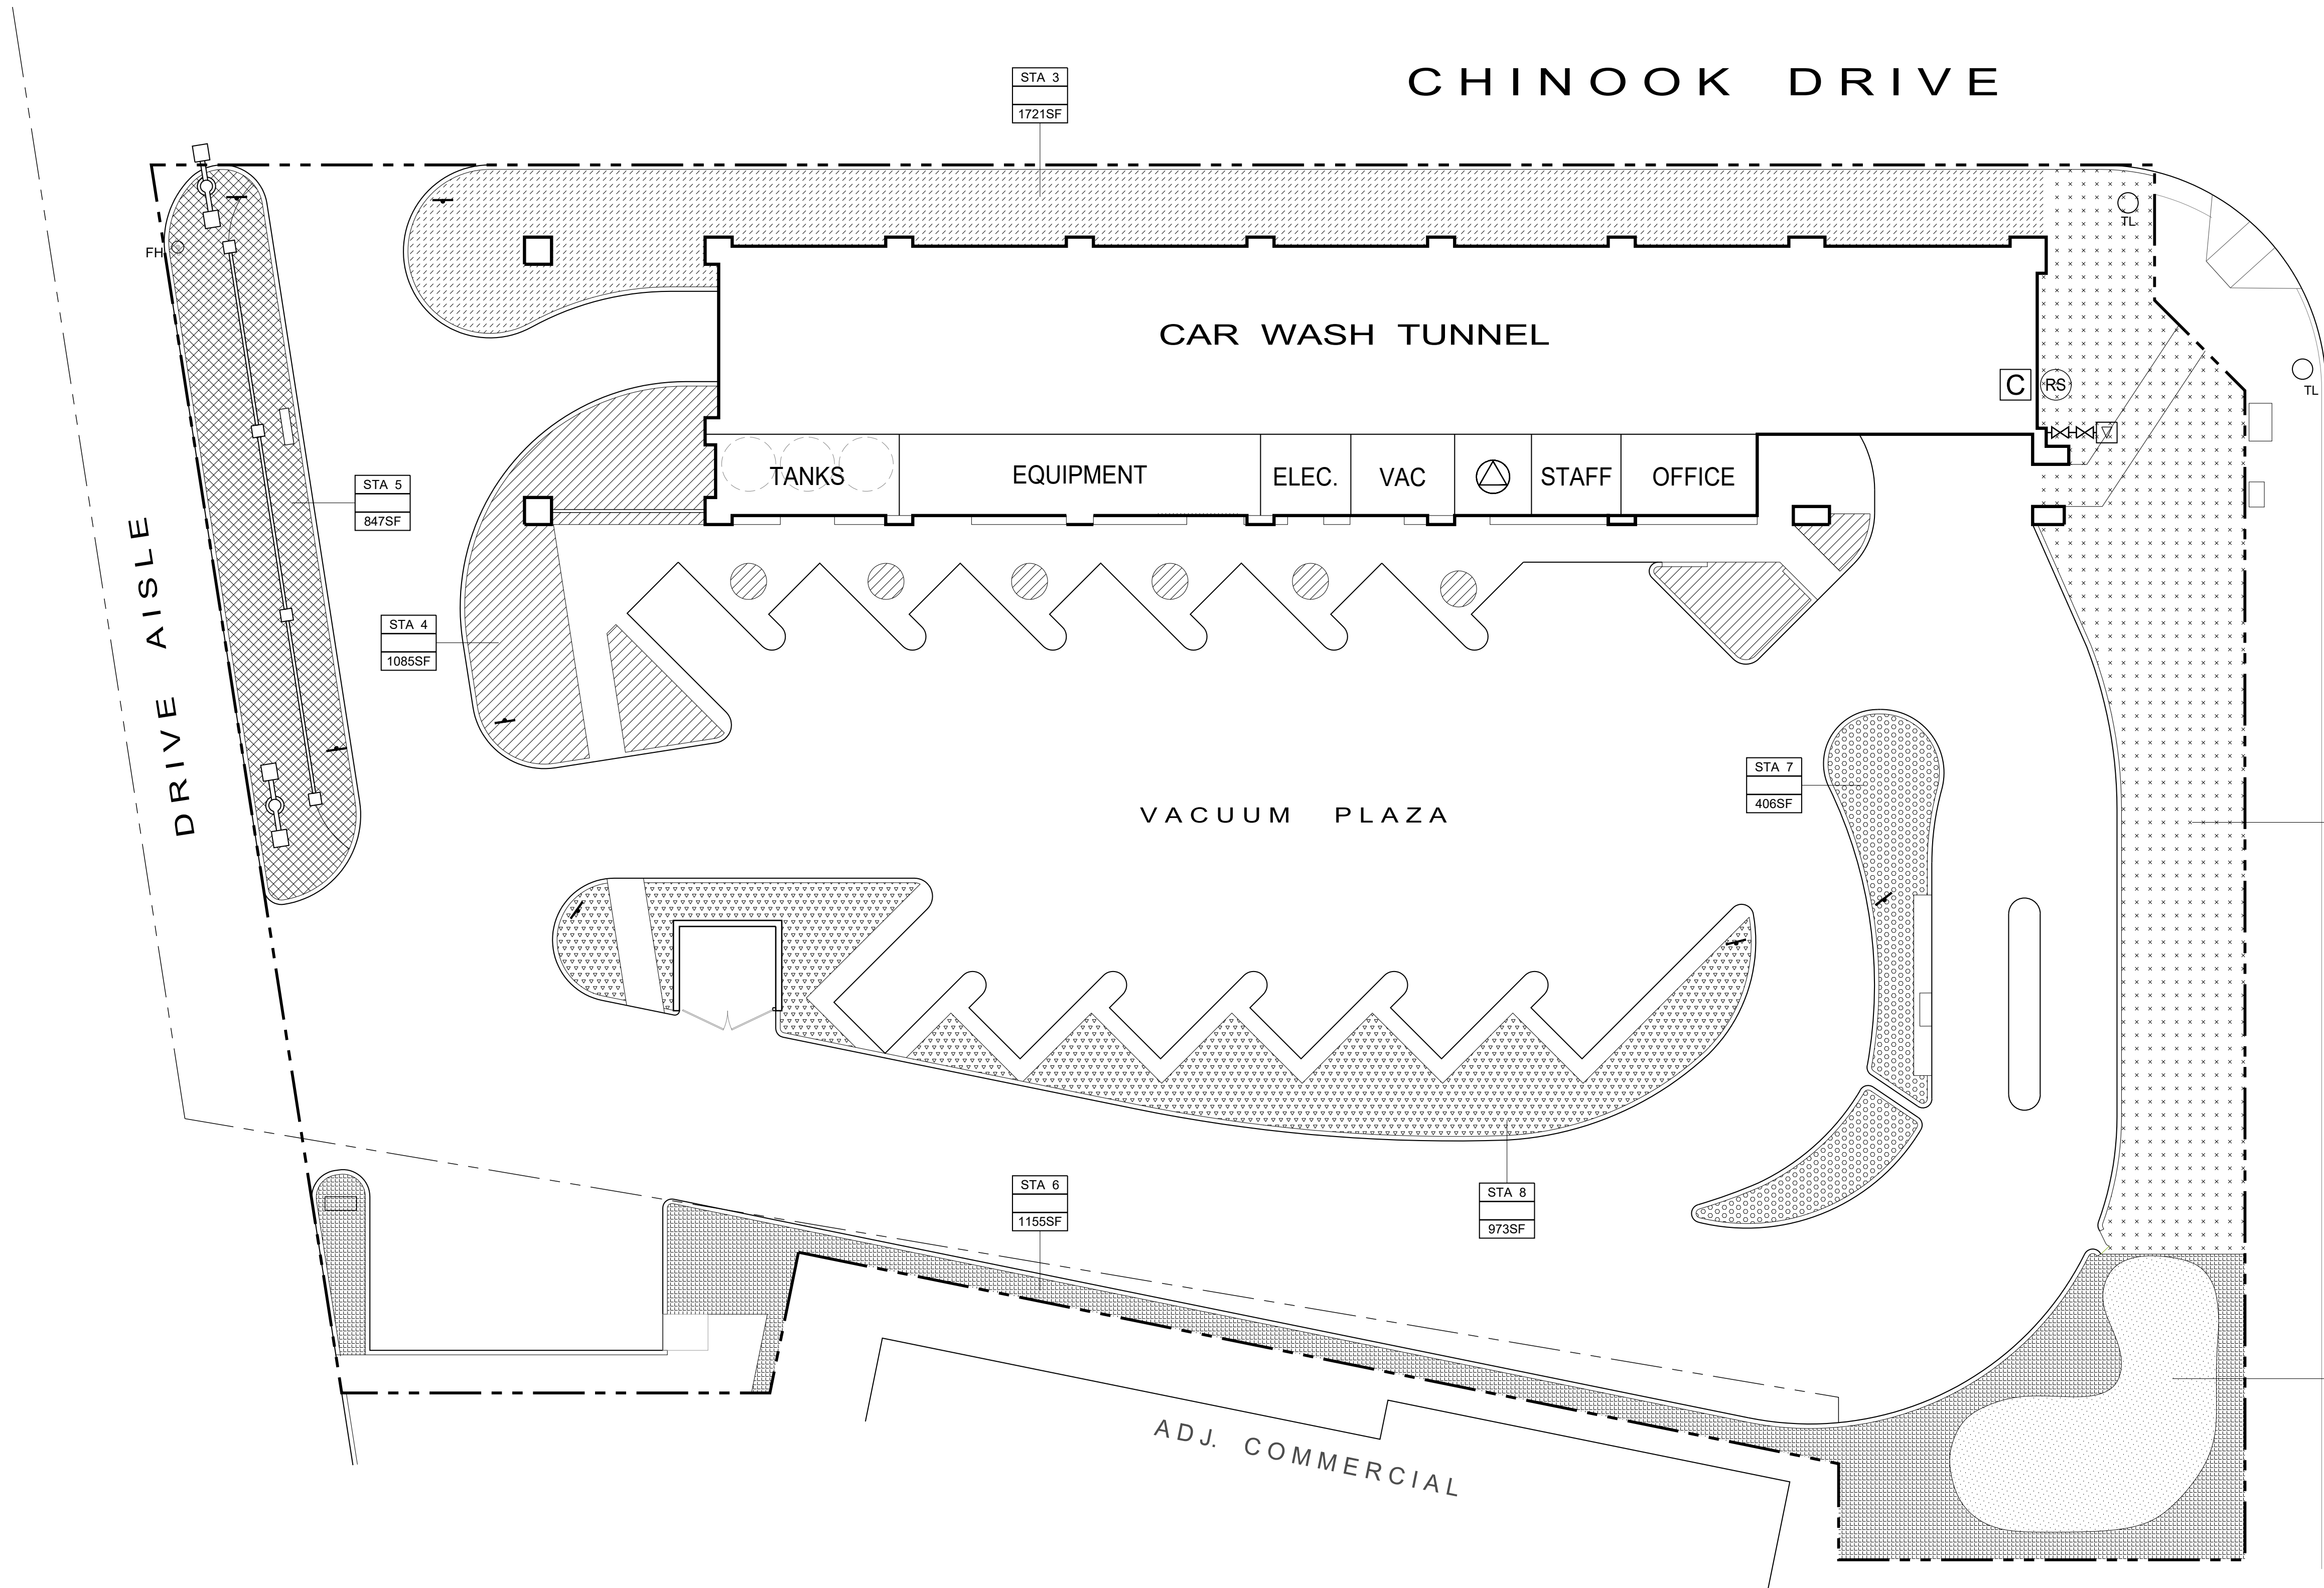 STA 3
1721SF
CHINOOK DRIVE
TL
FH
CAR WASH TUNNEL
C
RS
TL
TANKS
EQUIPMENT
ELEC.
VAC
STAFF
OFFICE
STA 5
847SF
DRIVE AISLE
STA 4
1085SF
STA 7
406SF
VACUUM PLAZA
STA 6
1155SF
STA 8
973SF
ADJ. COMMERCIAL